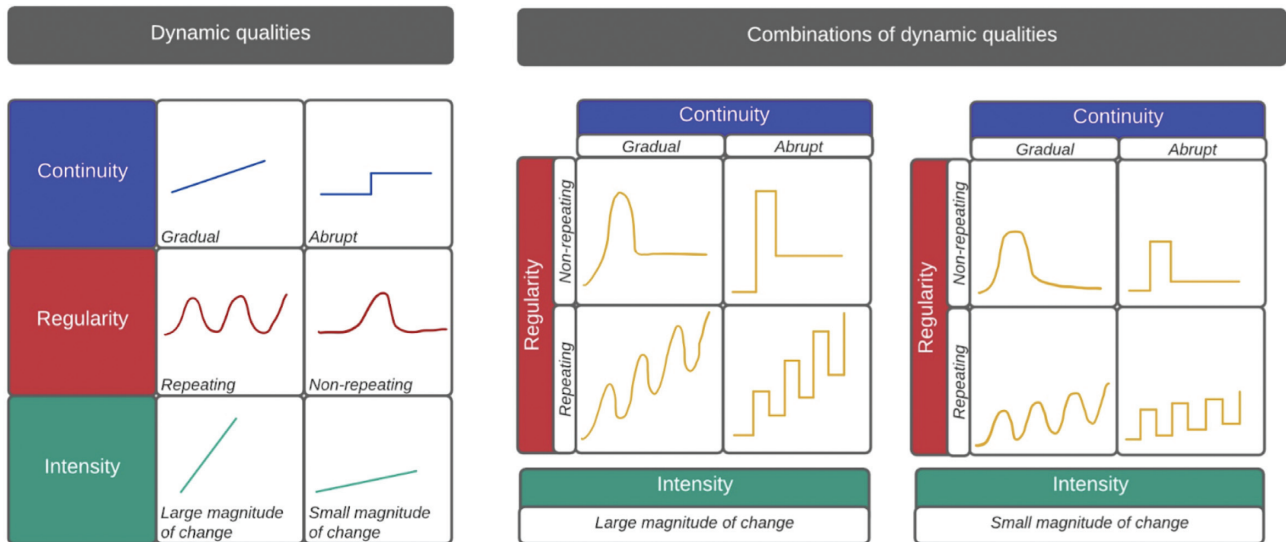 Dynamic qualities
Continuity
Gradual
Abrupt
Regularity
Repeating
Non-repeating
Intensity
Large magnitude
of change
Small magnitude
of change
Combinations of dynamic qualities
Continuity
Gradual
Abrupt
Regularity
Non-repeating
Repeating
Intensity
Large magnitude of change
Continuity
Gradual
Abrupt
Regularity
Non-repeating
Repeating
Intensity
Small magnitude of change